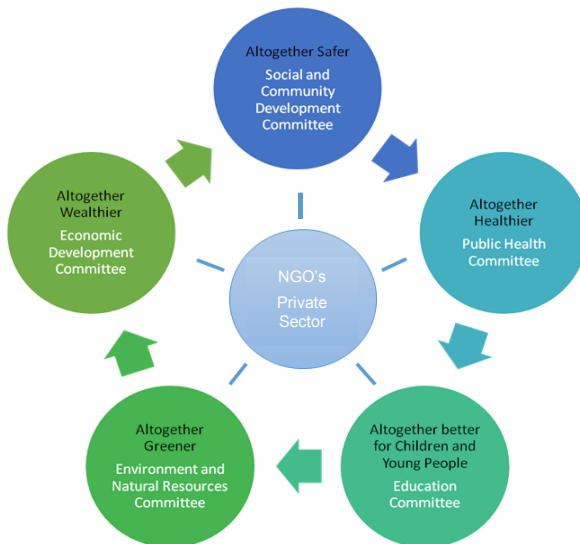 Altogether Safer
Social and
Community
Development
Committee
Altogether
Healthier
Public Health
Committee
Altogether better
for Children and
Young People
Education
Committee
Altogether
Greener
Environment and
Natural Resources
Committee
Altogether
Wealthier
Economic
Development
Committee
NGO's
Private
Sector